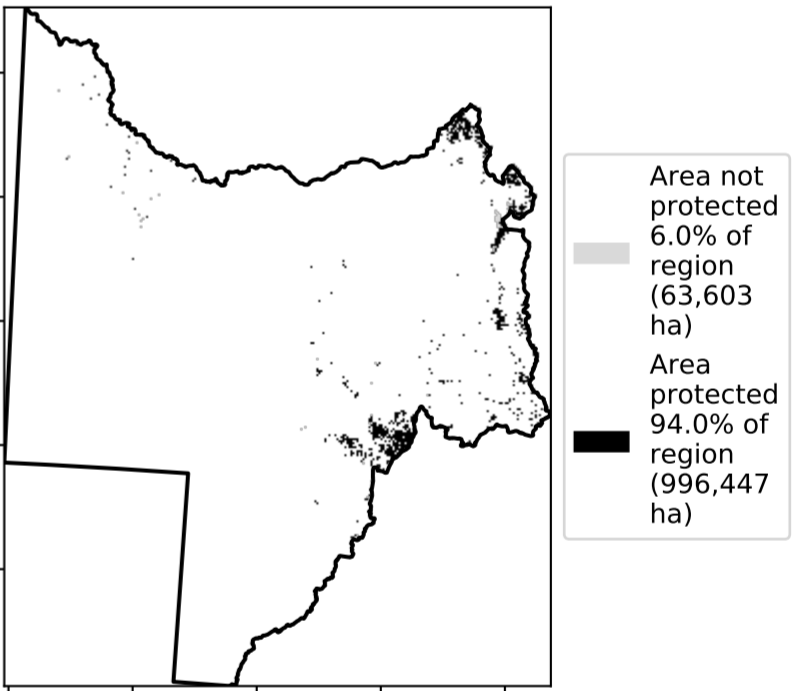 Area not
protected
6.0% of
region
(63,603
ha)
Area
protected
94.0% of
region
(996,447
ha)